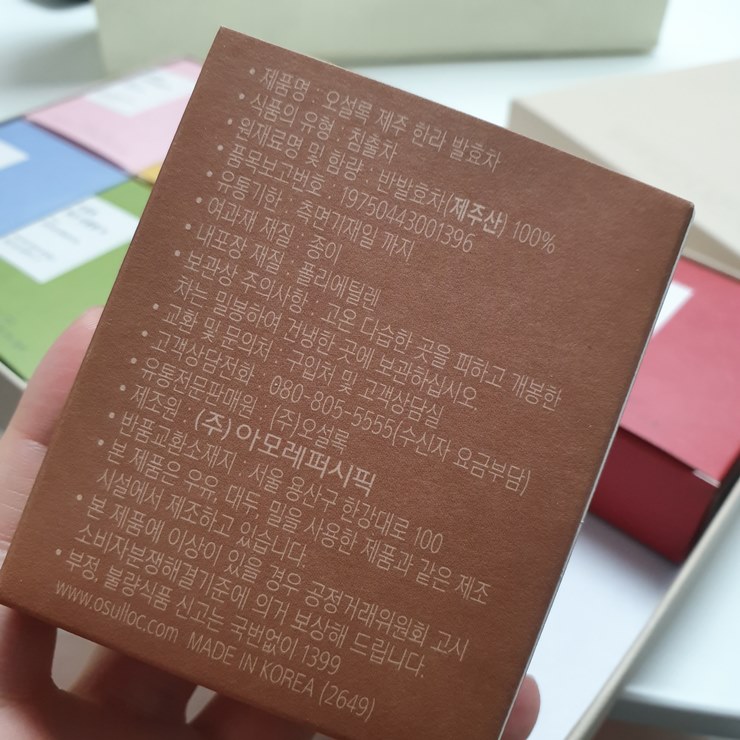 • 제품명 : 오설록 제주 한라 발효차
• 식품의 유형 : 침출차
• 원재료명 및 함량 : 반발효차(제주산) 100%
• 품목보고번호 : 19750443001396
• 유통기한 : 측면기재일 까지
• 여과재 재질 : 종이
• 내포장 재질 : 폴리에틸렌
• 보관상 주의사항 : 고온 다습한 곳을 피하고 개봉한
차는 밀봉하여 건냉한 곳에 보관하십시오.
• 교환 및 문의처 : 구입처 및 고객상담실
• 고객상담전화 : 080-805-5555(수신자 요금부담)
• 유통전문판매원 : (주)오설록
• 제조원 : (주)아모레퍼시픽
• 반품교환소재지 : 서울 용산구 한강대로 100
• 본 제품은 우유, 대두, 밀을 사용한 제품과 같은 제조
시설에서 제조하고 있습니다.
• 본 제품에 이상이 있을 경우 공정거래위원회 고시
소비자분쟁해결기준에 의거 보상해 드립니다.
• 부정, 불량식품 신고는 국번없이 1399
www.osulloc.com MADE IN KOREA (2649)